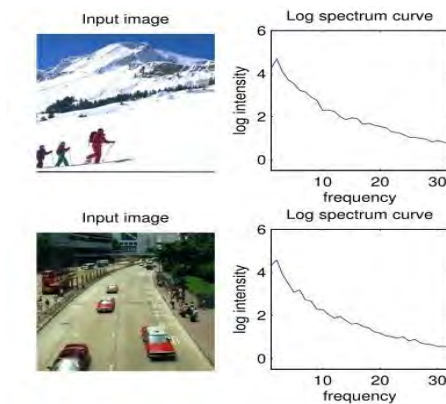 Input image
Log spectrum curve
6
4
2
0
log intensity
10
20
30
frequency
Input image
Log spectrum curve
6
4
2
0
log intensity
10
20
30
frequency